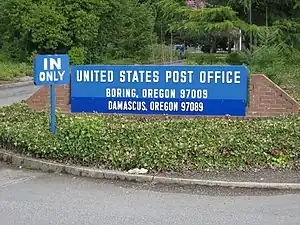 IN
ONLY
UNITED STATES POST OFFICE
BORING, OREGON 97009
DAMASCUS, OREGON 97089